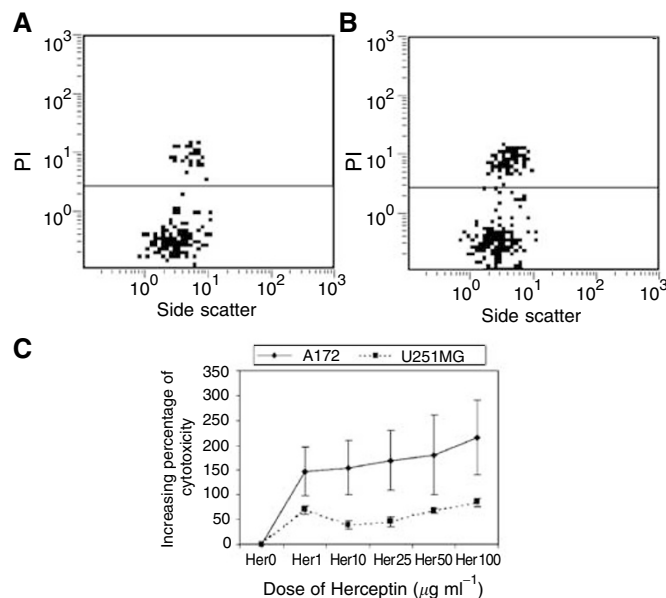 A
10³
10²
10¹
10⁰
PI
10⁰ 10¹ 10² 10³
Side scatter
B
10³
10²
10¹
10⁰
PI
10⁰ 10¹ 10² 10³
Side scatter
C
A172 U251MG
Increasing percentage of
cytotoxicity
350
300
250
200
150
100
50
0
Her0 Her1 Her10 Her25 Her50 Her100
Dose of Herceptin (μg ml⁻¹)